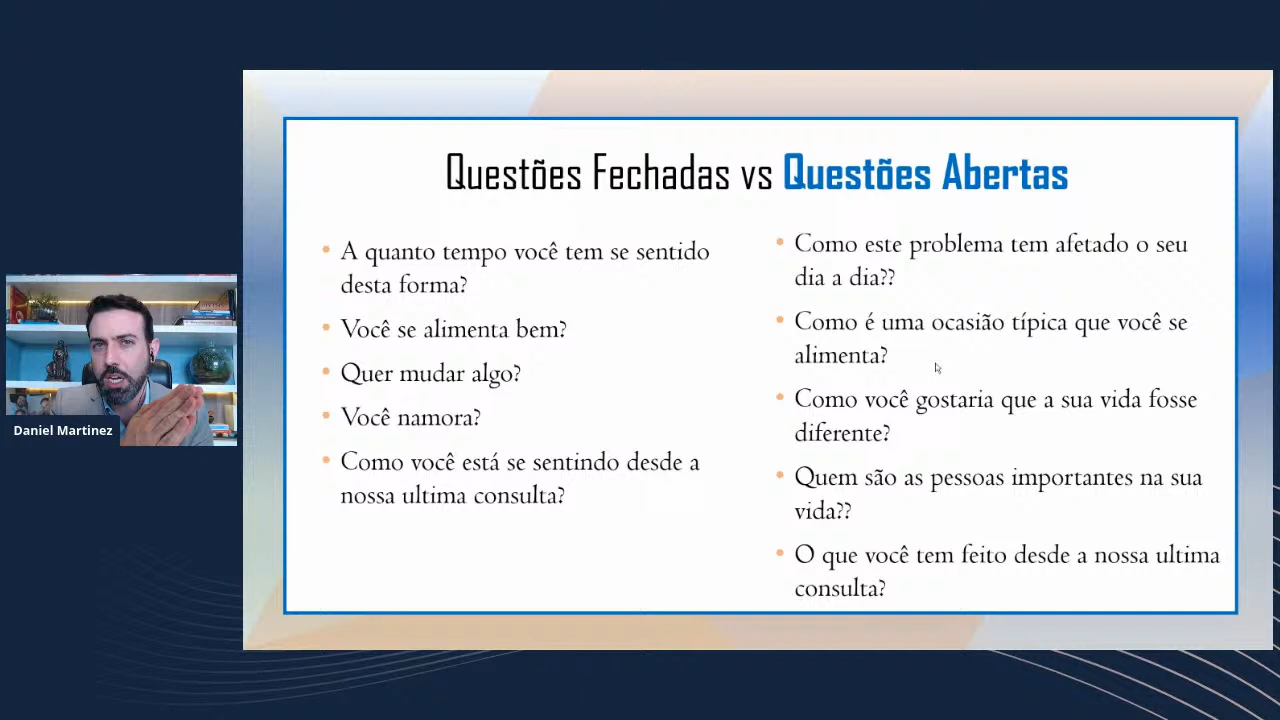 Questões Fechadas vs Questões Abertas
• A quanto tempo você tem se sentido
desta forma?
• Você se alimenta bem?
• Quer mudar algo?
• Você namora?
• Como você está se sentindo desde a
nossa ultima consulta?
• Como este problema tem afetado o seu
dia a dia??
• Como é uma ocasião típica que você se
alimenta?
• Como você gostaria que a sua vida fosse
diferente?
• Quem são as pessoas importantes na sua
vida??
• O que você tem feito desde a nossa ultima
consulta?
Daniel Martinez